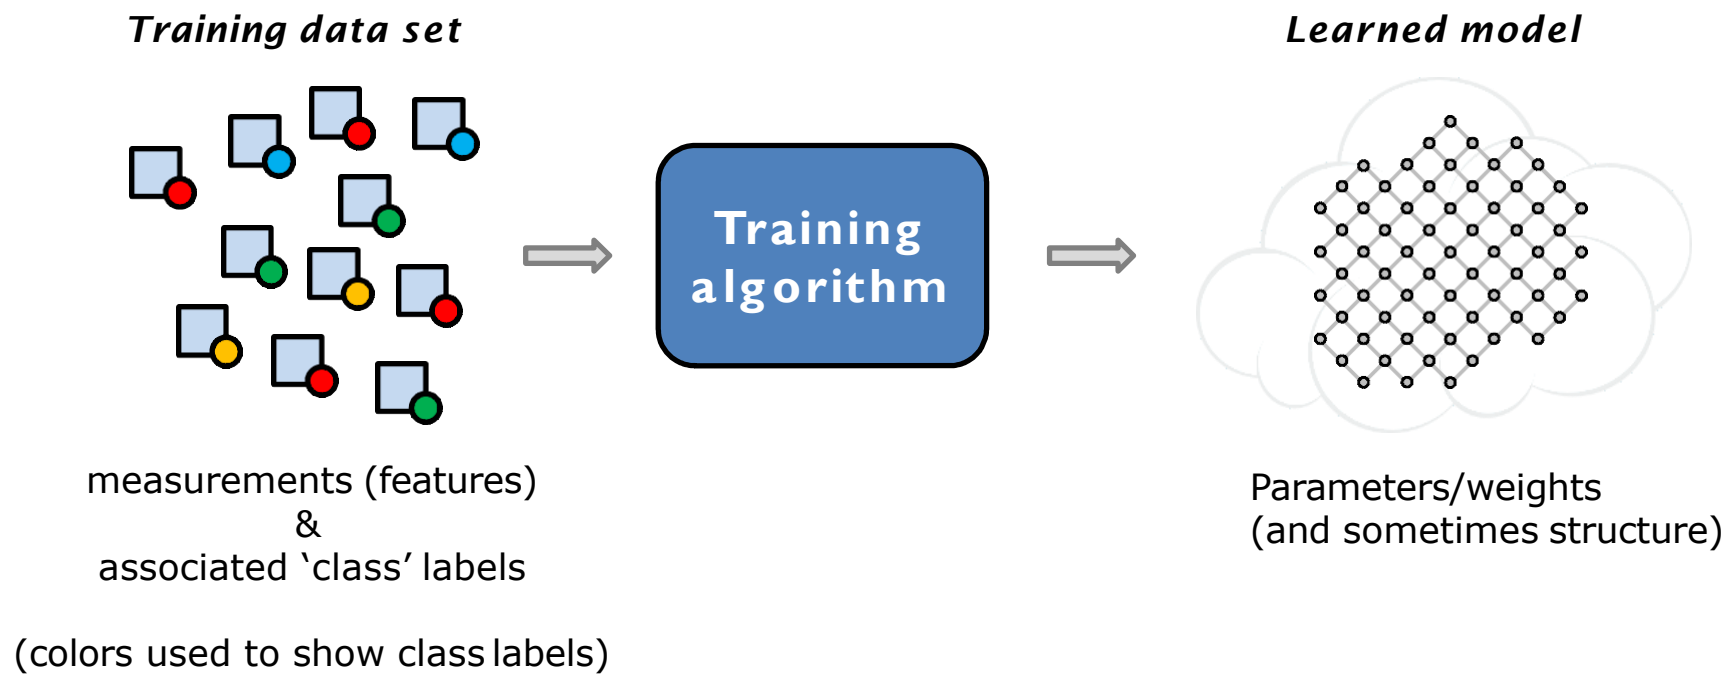 Training data set
Learned model
Training
algorithm
measurements (features)
&
associated ‘class’ labels
(colors used to show class labels)
Parameters/weights
(and sometimes structure)